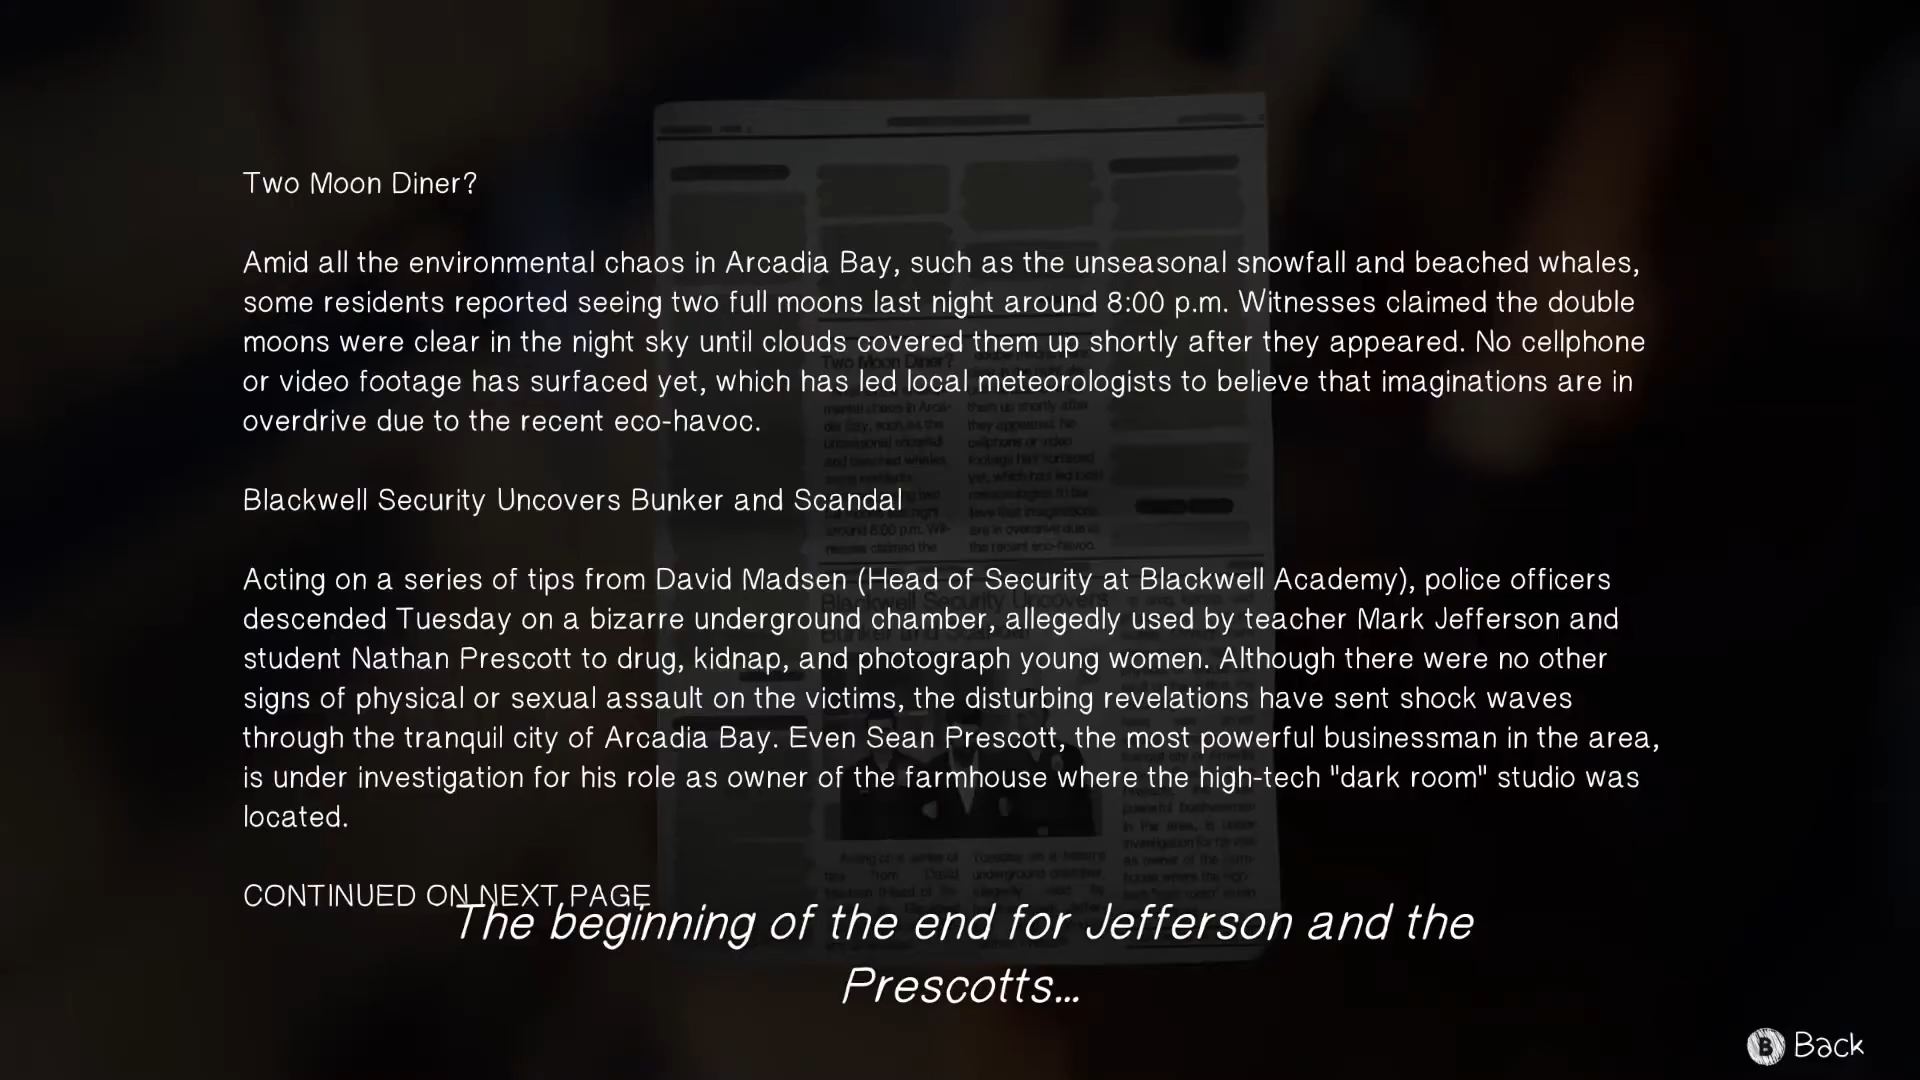 Two Moon Diner?
Amid all the environmental chaos in Arcadia Bay, such as the unseasonal snowfall and beached whales,
some residents reported seeing two full moons last night around 8:00 p.m. Witnesses claimed the double
moons were clear in the night sky until clouds covered them up shortly after they appeared. No cellphone
or video footage has surfaced yet, which has led local meteorologists to believe that imaginations are in
overdrive due to the recent eco-havoc.
Blackwell Security Uncovers Bunker and Scandal
Acting on a series of tips from David Madsen (Head of Security at Blackwell Academy), police officers
descended Tuesday on a bizarre underground chamber, allegedly used by teacher Mark Jefferson and
student Nathan Prescott to drug, kidnap, and photograph young women. Although there were no other
signs of physical or sexual assault on the victims, the disturbing revelations have sent shock waves
through the tranquil city of Arcadia Bay. Even Sean Prescott, the most powerful businessman in the area,
is under investigation for his role as owner of the farmhouse where the high-tech "dark room" studio was
located.
CONTINUED ON NEXT PAGE
The beginning of the end for Jefferson and the
Prescotts...
B Back